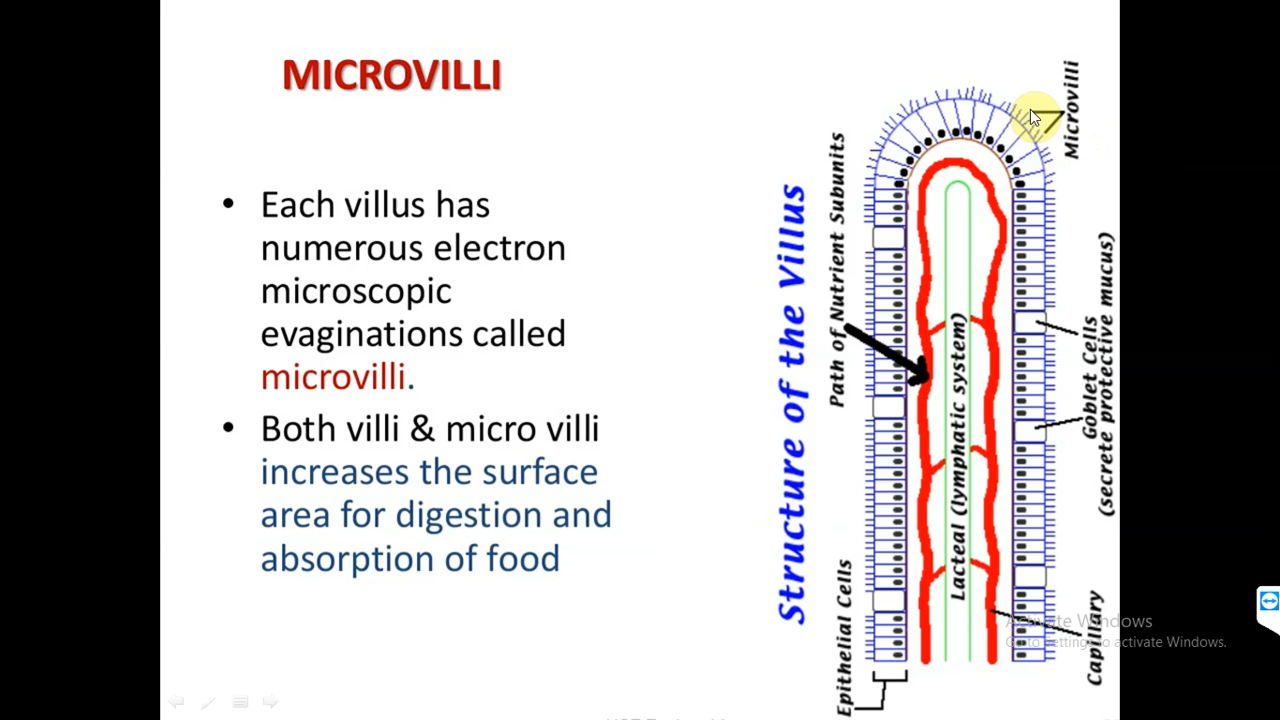 MICROVILLI
• Each villus has
numerous electron
microscopic
evaginations called
microvilli.
• Both villi & micro villi
increases the surface
area for digestion and
absorption of food
Structure of the Villus
Path of Nutrient Subunits
Epithelial Cells
Lacteal (lymphatic system)
Microvilli
Goblet Cells
(secrete protective mucus)
Capillary
Activate Windows
Go to Settings to activate Windows.